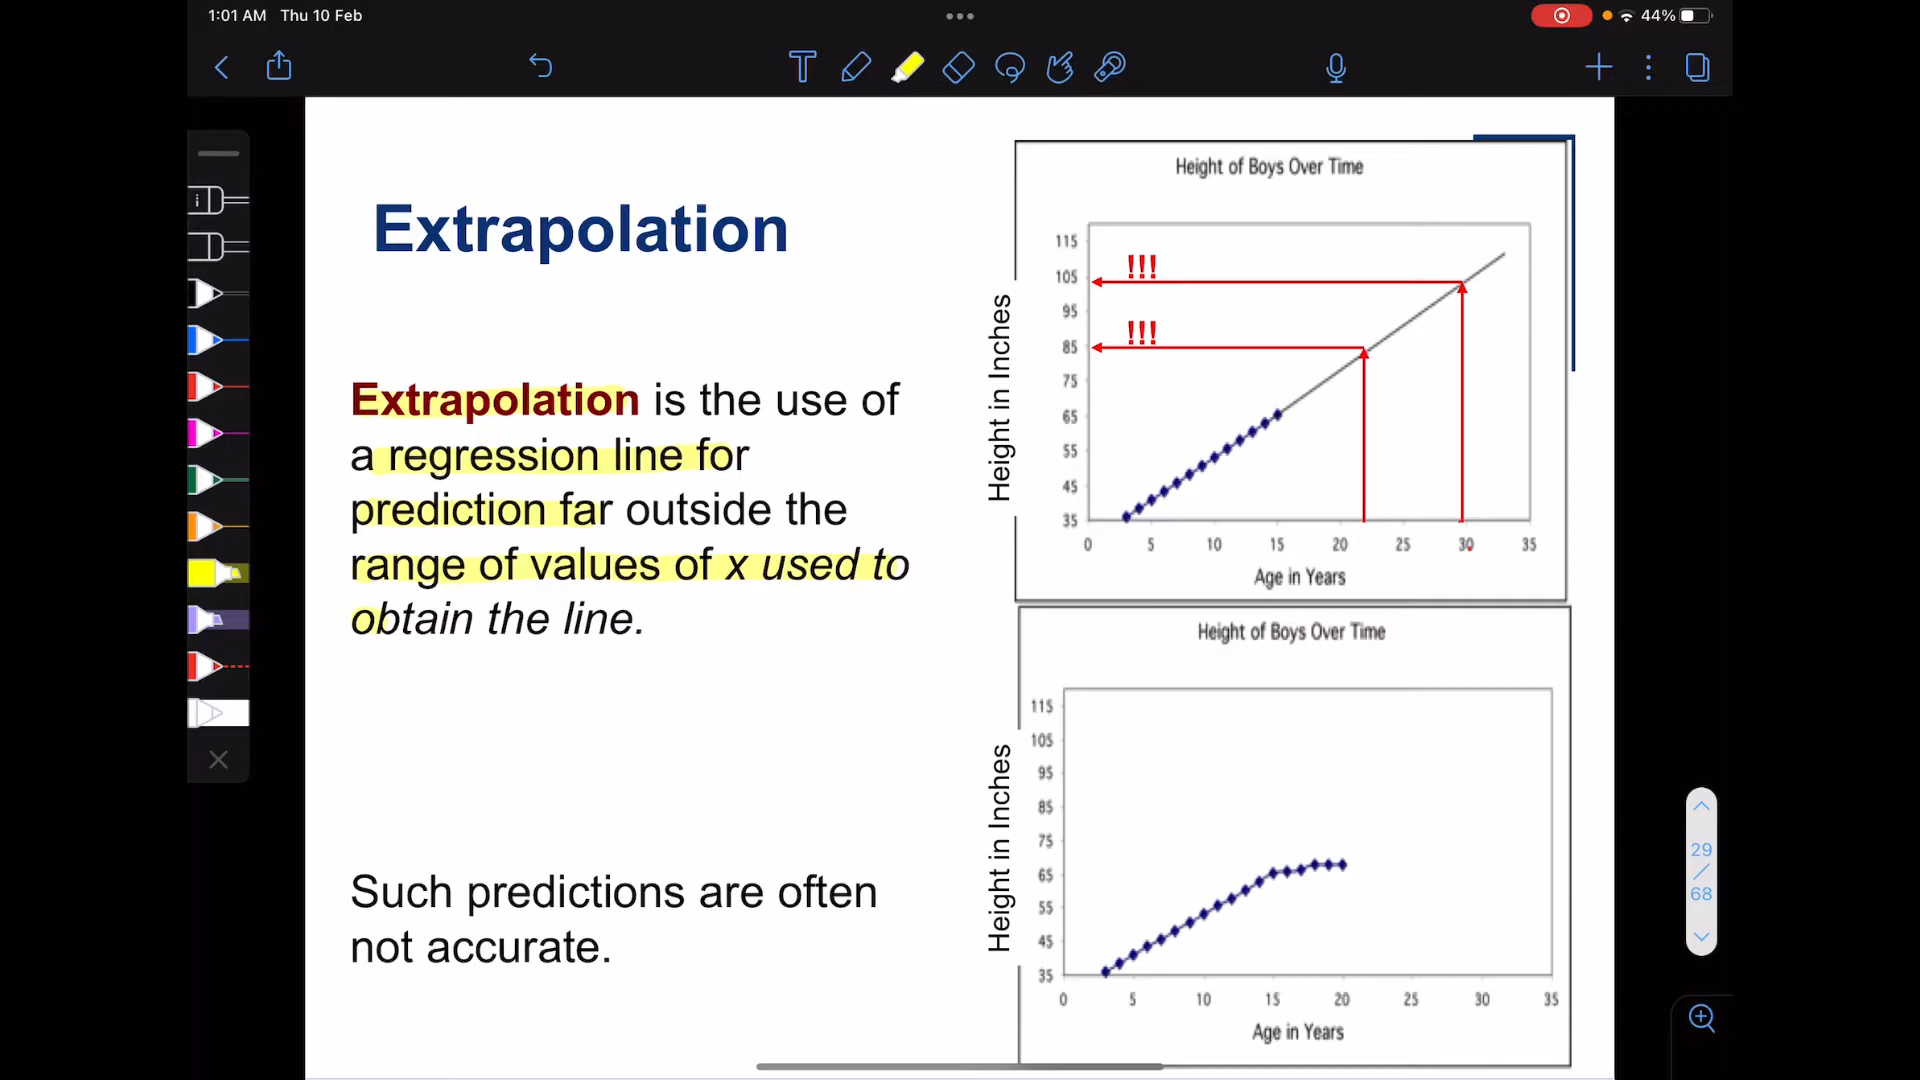 1:01 AM Thu 10 Feb
44%
Extrapolation
Extrapolation is the use of
a regression line for
prediction far outside the
range of values of x used to
obtain the line.
Such predictions are often
not accurate.
Height of Boys Over Time
Height in Inches
115
105
95
85
75
65
55
45
35
!!!
!!!
0 5 10 15 20 25 30 35
Age in Years
Height of Boys Over Time
Height in Inches
115
105
95
85
75
65
55
45
35
0 5 10 15 20 25 30 35
Age in Years
29
/
68